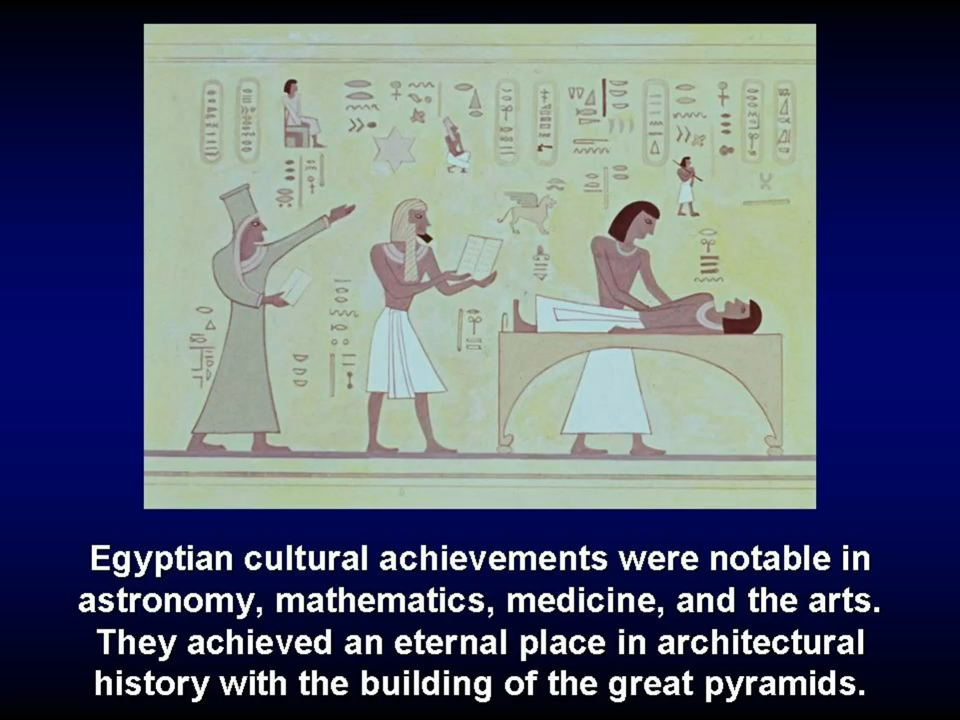 Egyptian cultural achievements were notable in
astronomy, mathematics, medicine, and the arts.
They achieved an eternal place in architectural
history with the building of the great pyramids.